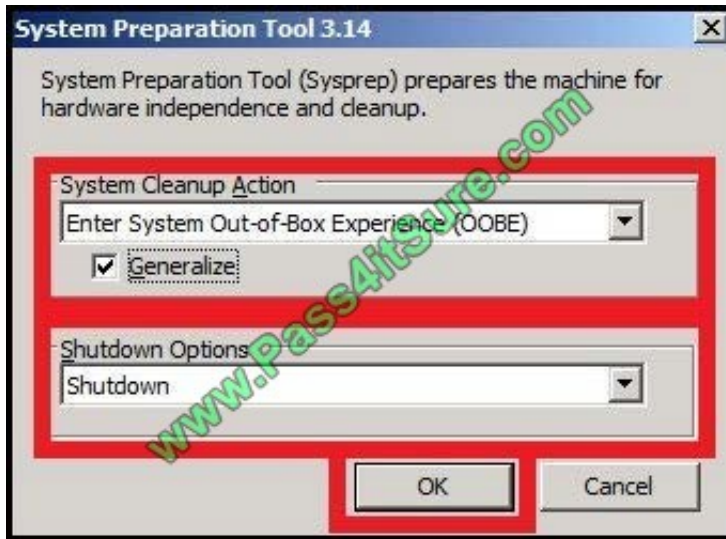 System Preparation Tool 3.14
System Preparation Tool (Sysprep) prepares the machine for
hardware independence and cleanup.
System Cleanup Action
Enter System Out-of-Box Experience (OOBE)
Generalize
Shutdown Options
Shutdown
OK
Cancel
www.Pass4itSure.com